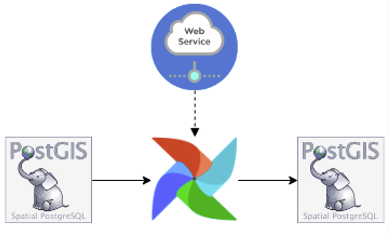 Web
Service
PostGIS
Spatial PostgreSQL
PostGIS
Spatial PostgreSQL